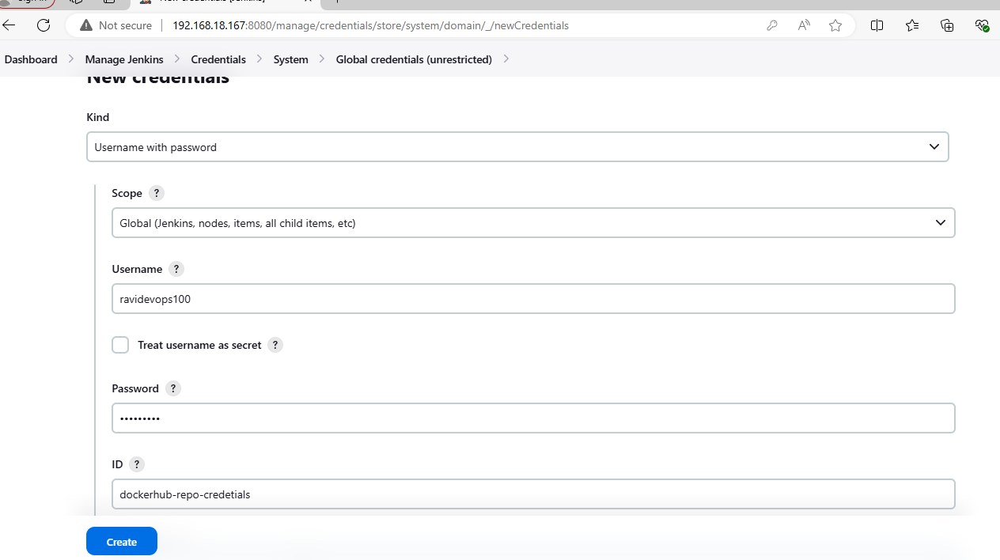 Not secure 192.168.18.167:8080/manage/credentials/store/system/domain/_/newCredentials
Dashboard Manage Jenkins Credentials System Global credentials (unrestricted)
New credentials
Kind
Username with password
Scope ?
Global (Jenkins, nodes, items, all child items, etc)
Username ?
ravidevops100
Treat username as secret ?
Password ?
•••••••••
ID ?
dockerhub-repo-credetials
Create